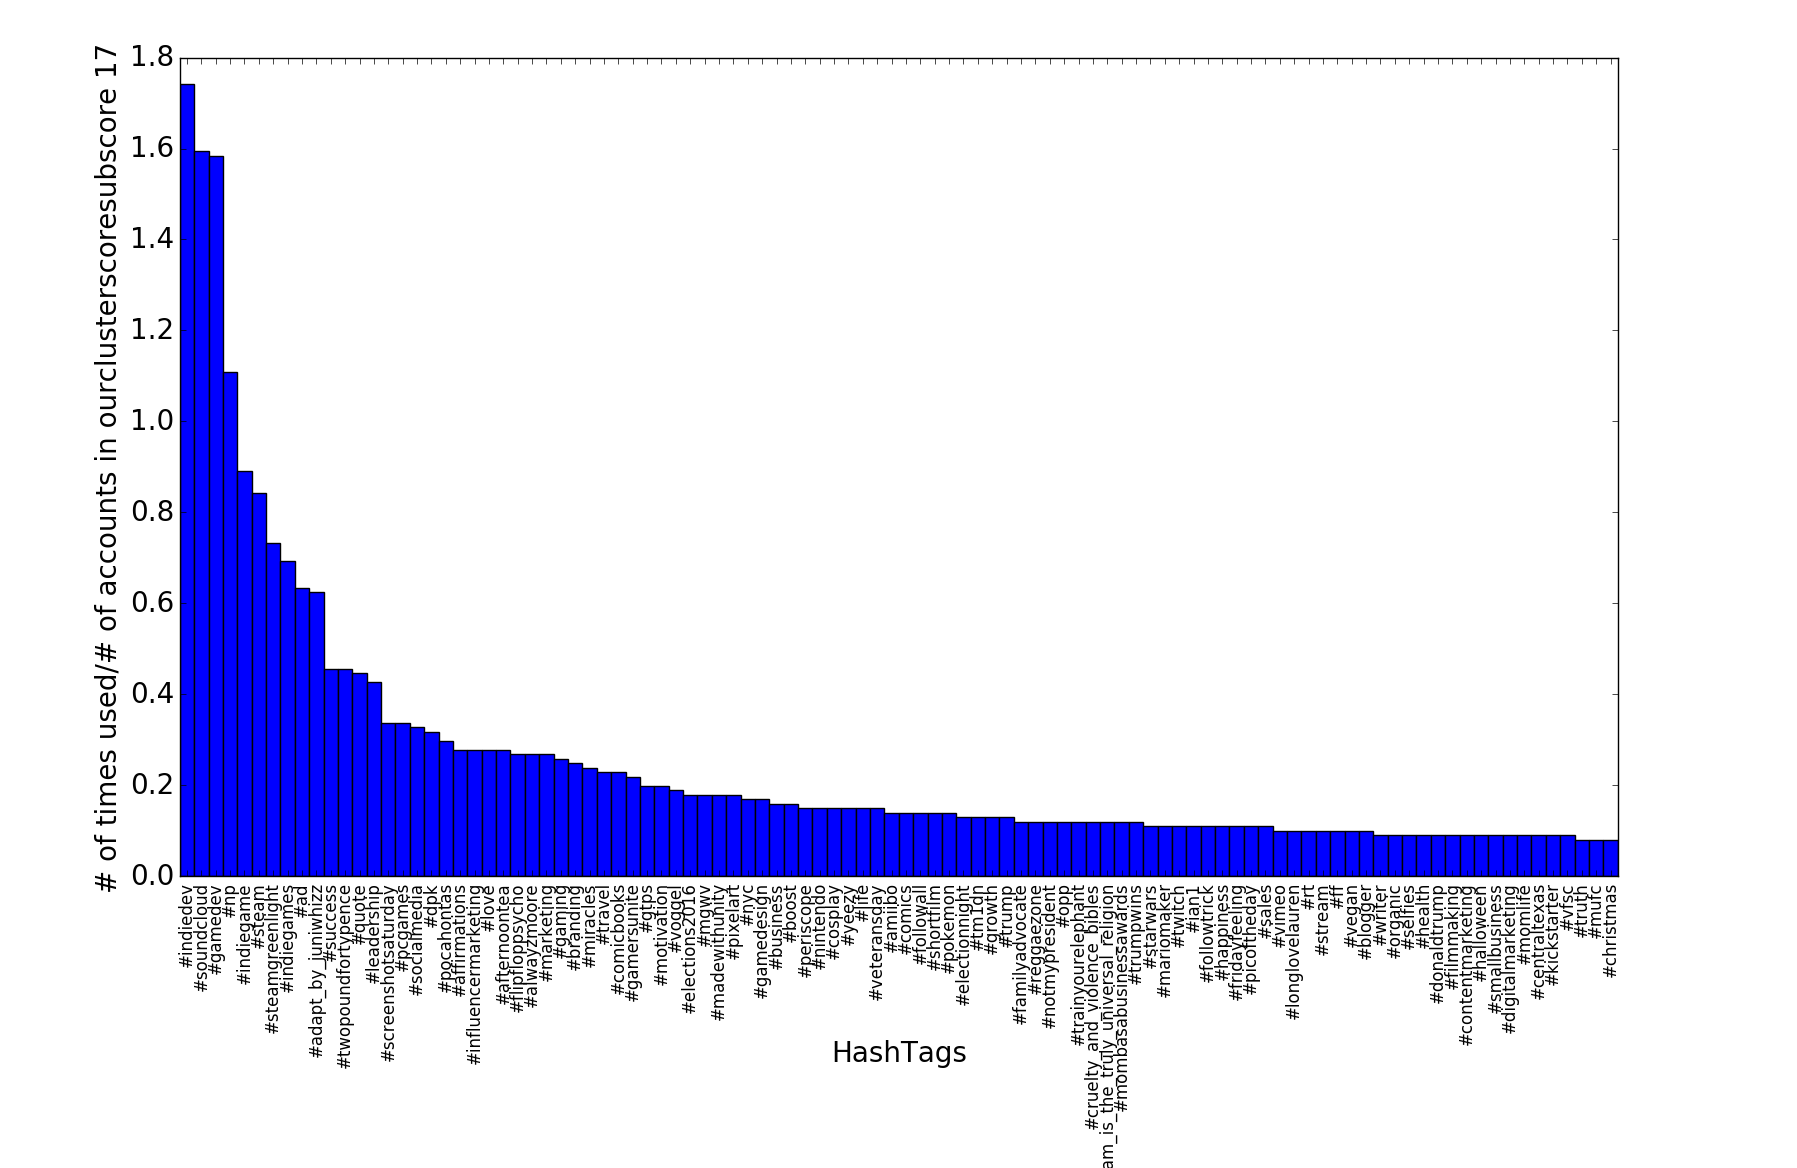 # of times used/# of accounts in ourclusterscoresubscore 17
1.8
1.6
1.4
1.2
1.0
0.8
0.6
0.4
0.2
0.0
#indiedev
#soundcloud
#gamedev
#np
#indiegame
#steam
#steamgreenlight
#indiegames
#ad
#adapt_by_juniwhizz
#success
#twopoundfortypence
#quote
#leadership
#screenshotsaturday
#pcgames
#socialmedia
#dpk
#pocahontas
#affirmations
#influencermarketing
#love
#afternoontea
#flipfloppsycho
#alwayzmoore
#marketing
#gaming
#branding
#miracles
#travel
#comicbooks
#gamersunite
#gtps
#motivation
#voggel
#elections2016
#mgwv
#madewithunity
#pixelart
#nyc
#gamedesign
#business
#boost
#periscope
#nintendo
#cosplay
#yeezy
#life
#veteransday
#amiibo
#comics
#followall
#shortfilm
#pokemon
#electionnight
#tm1dn
#growth
#trump
#familyadvocate
#reggaezone
#notmypresident
#opp
#trainyourelephant
#cruelty_and_violence_bibles
am_is_the_truly_universal_religion
#mombasabusinessawards
#trumpwins
#starwars
#mariomaker
#twitch
#ian1
#followtrick
#happiness
#fridayfeeling
#picoftheday
#sales
#vimeo
#longlovelauren
#rt
#stream
#ff
#vegan
#blogger
#writer
#organic
#selfies
#health
#donaldtrump
#filmmaking
#contentmarketing
#halloween
#smallbusiness
#digitalmarketing
#momlife
#centraltexas
#kickstarter
#vfsc
#truth
#mufc
#christmas
HashTags